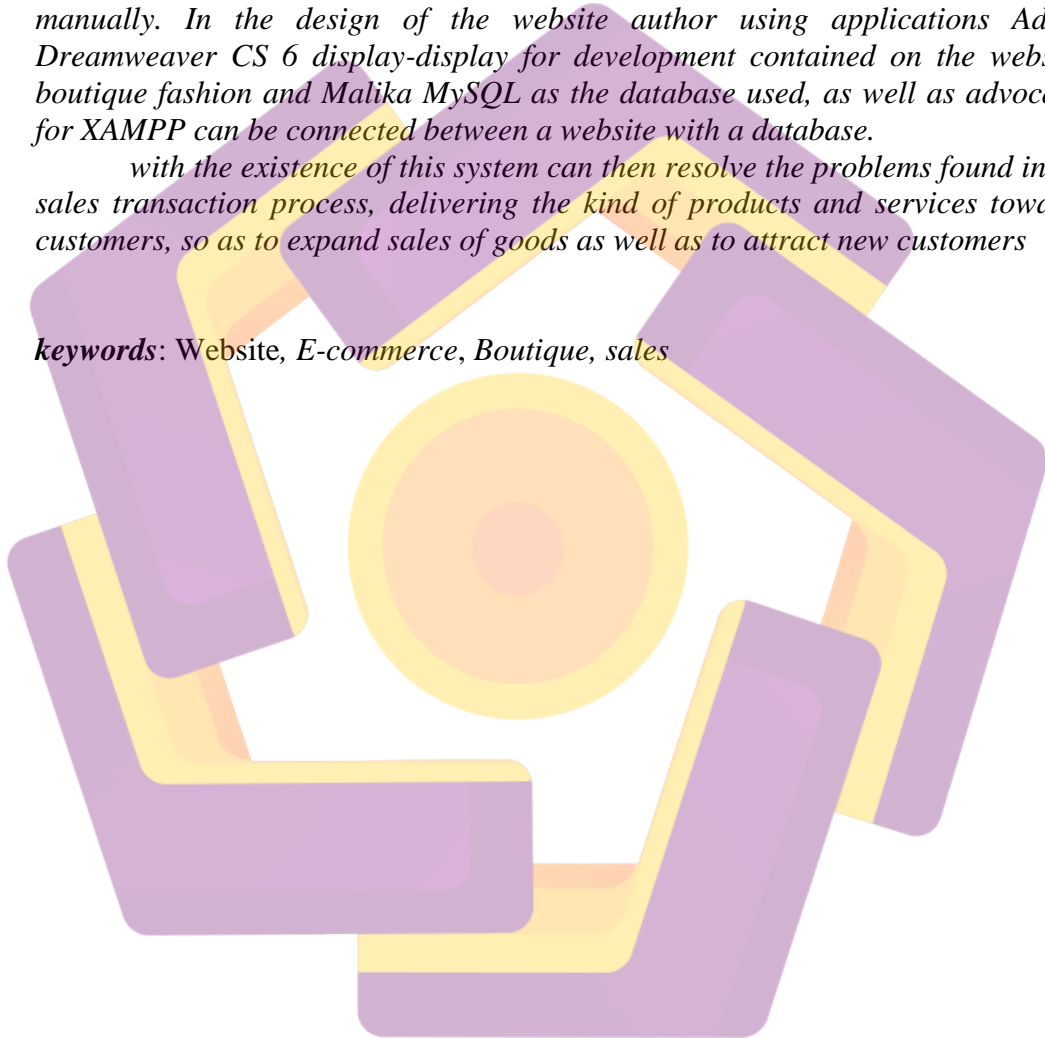 manually. In the design of the website author using applications Ad
Dreamweaver CS 6 display-display for development contained on the webs
boutique fashion and Malika MySQL as the database used, as well as advoca
for XAMPP can be connected between a website with a database.
with the existence of this system can then resolve the problems found in
sales transaction process, delivering the kind of products and services towa
customers, so as to expand sales of goods as well as to attract new customers
keywords: Website, E-commerce, Boutique, sales